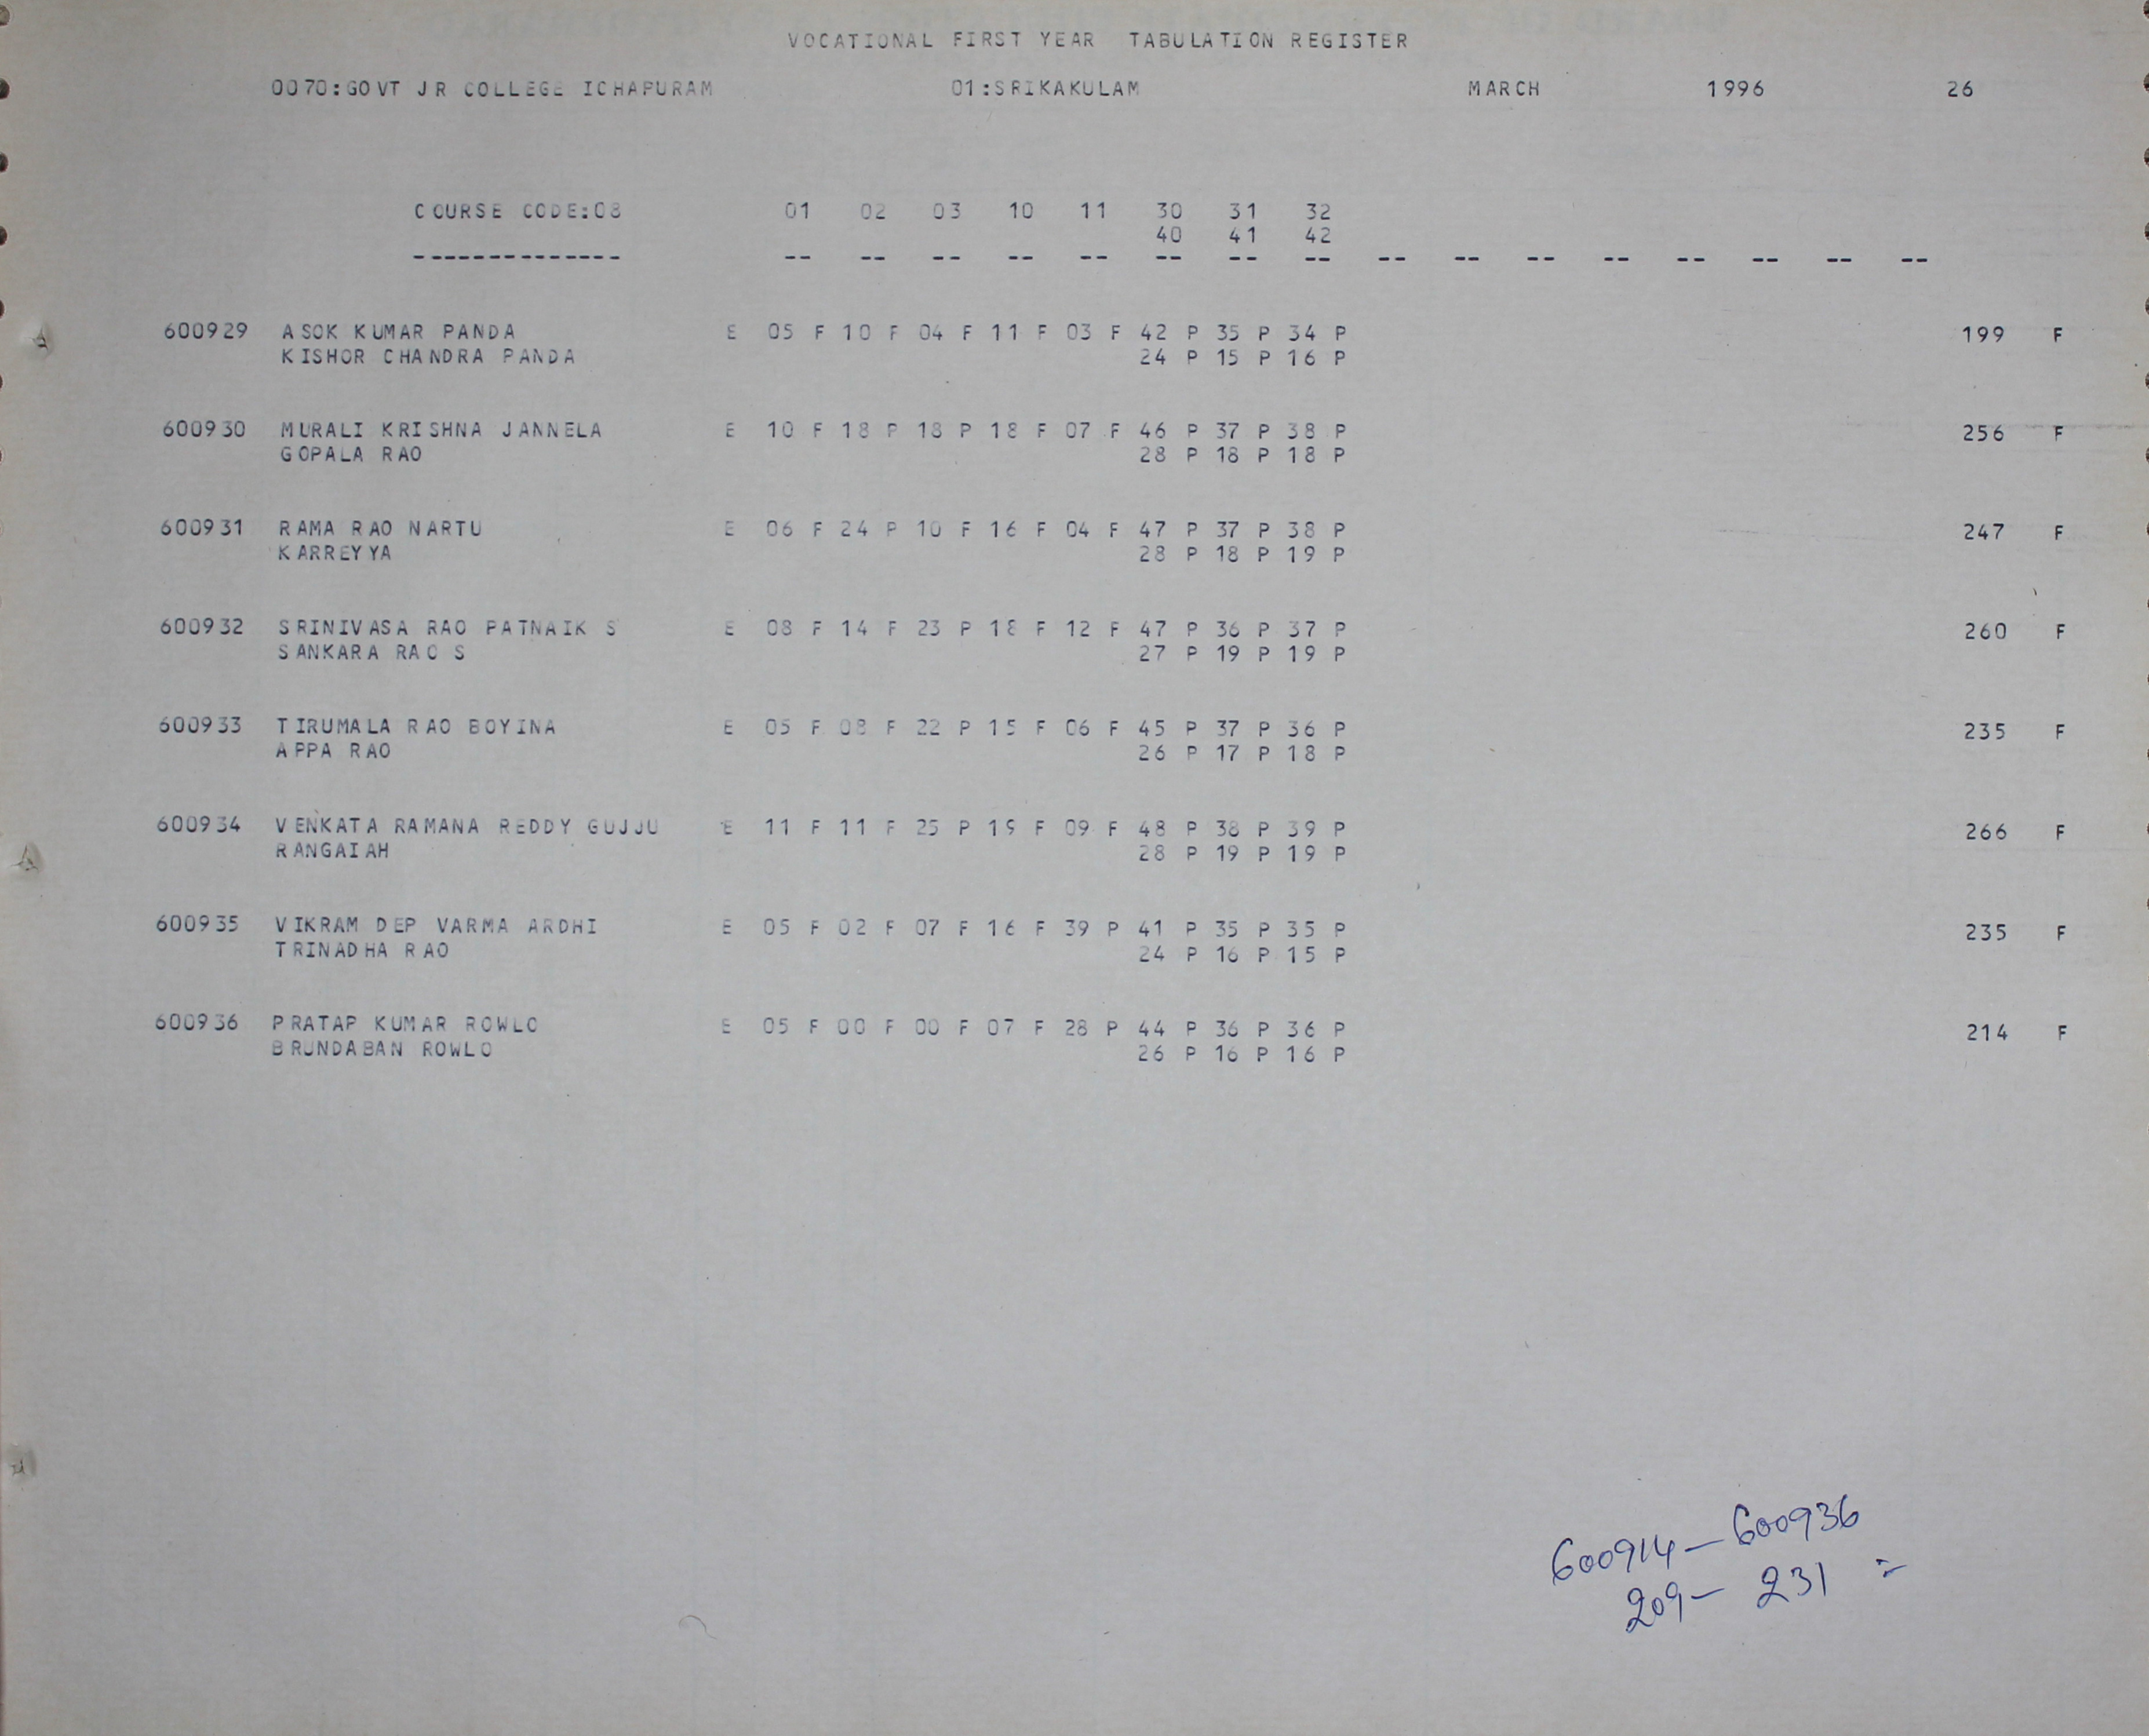 VOCATIONAL FIRST YEAR TABULATION REGISTER
0070:GOVT JR COLLEGE ICHAPURAM 01:SRIKAKULAM MARCH 1996 26
COURSE CODE:08 01 02 03 10 11 30 31 32
40 41 42
-------------- -- -- -- -- -- -- -- -- -- -- -- -- -- -- -- --
600929 ASOK KUMAR PANDA E 05 F 10 F 04 F 11 F 03 F 42 P 35 P 34 P 199 F
KISHOR CHANDRA PANDA 24 P 15 P 16 P
600930 MURALI KRISHNA JANNELA E 10 F 18 P 18 P 18 F 07 F 46 P 37 P 38 P 256 F
GOPALA RAO 28 P 18 P 18 P
600931 RAMA RAO NARTU E 06 F 24 P 10 F 16 F 04 F 47 P 37 P 38 P 247 F
KARREYYA 28 P 18 P 19 P
600932 SRINIVASA RAO PATNAIK S E 08 F 14 F 23 P 18 F 12 F 47 P 36 P 37 P 260 F
SANKARA RAO S 27 P 19 P 19 P
600933 TIRUMALA RAO BOYINA E 05 F 08 F 22 P 15 F 06 F 45 P 37 P 36 P 235 F
APPA RAO 26 P 17 P 18 P
600934 VENKATA RAMANA REDDY GUJJU E 11 F 11 F 25 P 19 F 09 F 48 P 38 P 39 P 266 F
RANGAIAH 28 P 19 P 19 P
600935 VIKRAM DEP VARMA ARDHI E 05 F 02 F 07 F 16 F 39 P 41 P 35 P 35 P 235 F
TRINADHA RAO 24 P 16 P 15 P
600936 PRATAP KUMAR ROWLO E 05 F 00 F 00 F 07 F 28 P 44 P 36 P 36 P 214 F
BRUNDABAN ROWLO 26 P 16 P 16 P
600914 — 600936
209 — 231 =